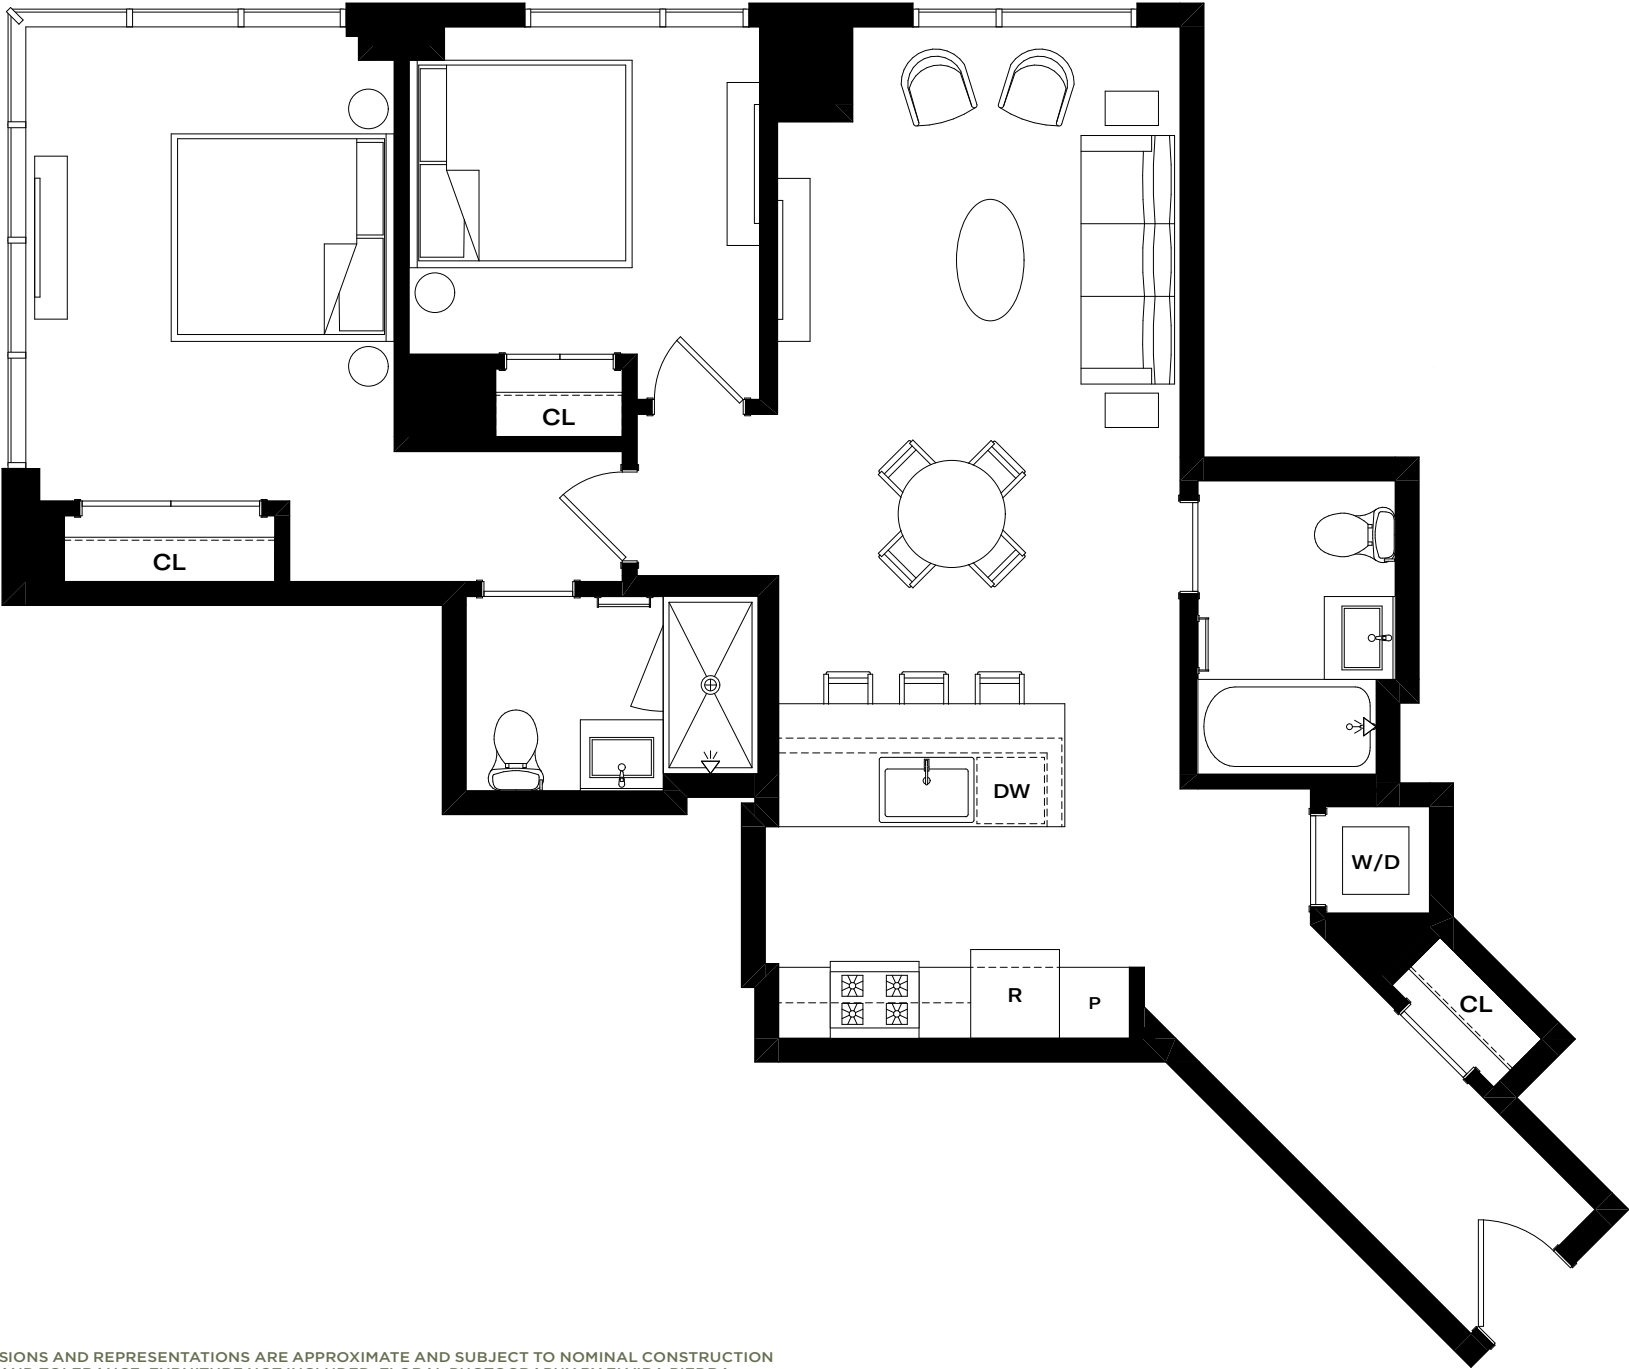 CL
CL
DW
W/D
R
P
CL
SIONS AND REPRESENTATIONS ARE APPROXIMATE AND SUBJECT TO NOMINAL CONSTRUCTION